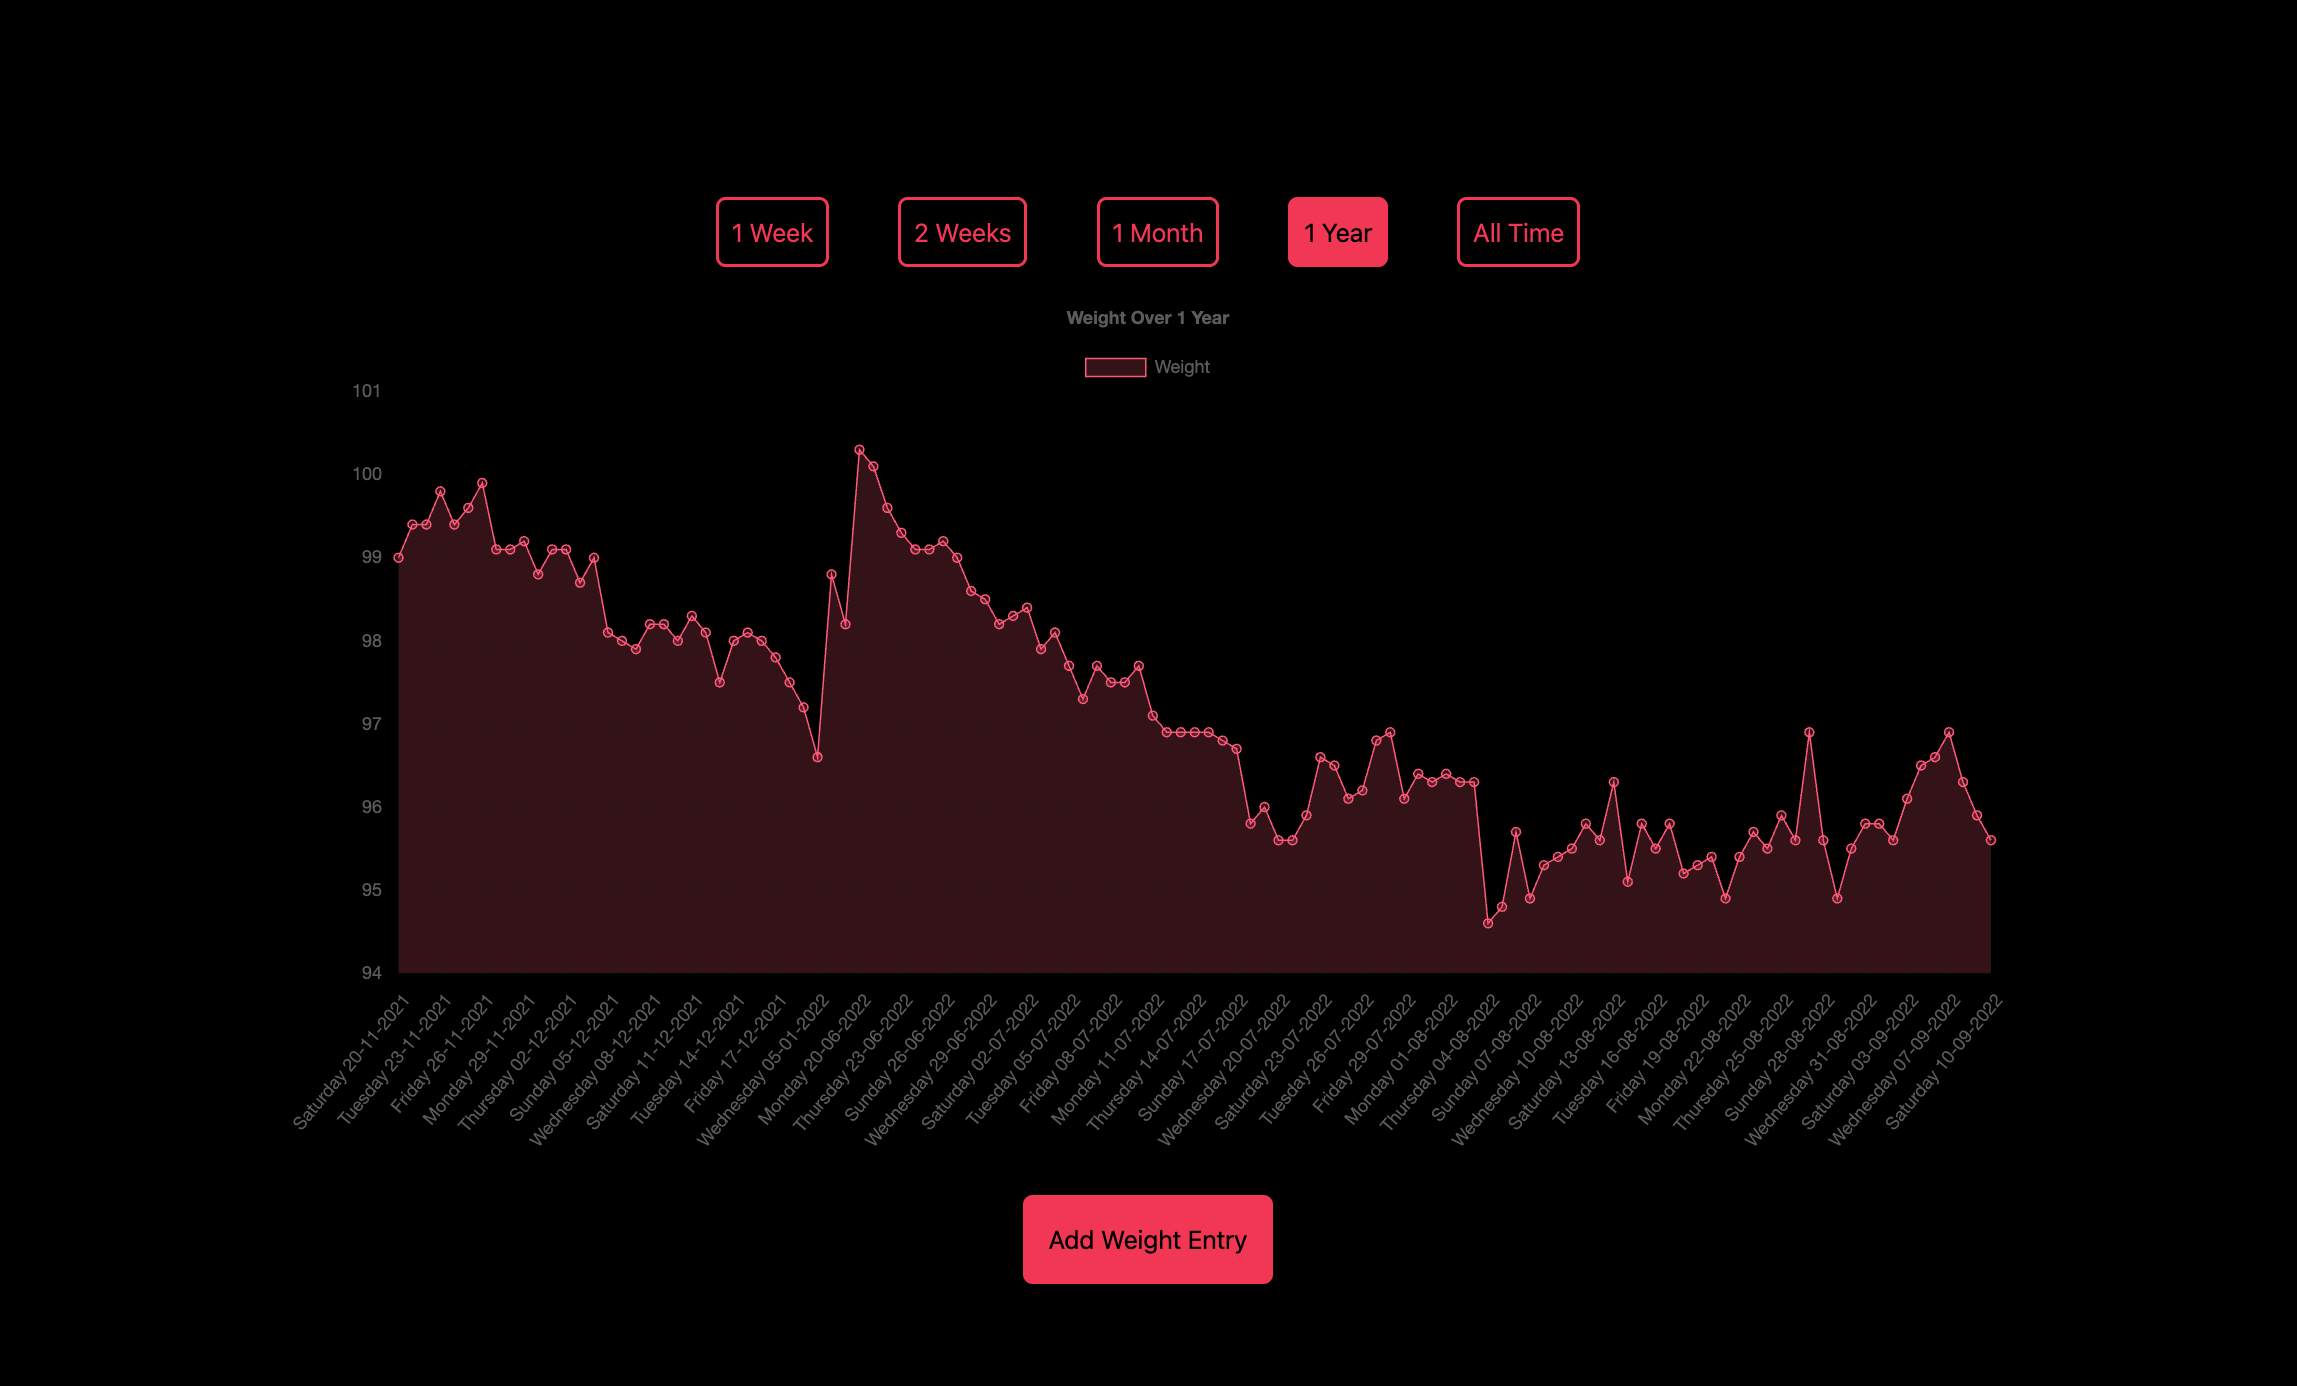 1 Week
2 Weeks
1 Month
1 Year
All Time
Weight Over 1 Year
Weight
101
100
99
98
97
96
95
94
Saturday 20-11-2021
Tuesday 23-11-2021
Friday 26-11-2021
Monday 29-11-2021
Thursday 02-12-2021
Sunday 05-12-2021
Wednesday 08-12-2021
Saturday 11-12-2021
Tuesday 14-12-2021
Friday 17-12-2021
Wednesday 05-01-2022
Monday 20-06-2022
Thursday 23-06-2022
Sunday 26-06-2022
Wednesday 29-06-2022
Saturday 02-07-2022
Tuesday 05-07-2022
Friday 08-07-2022
Monday 11-07-2022
Thursday 14-07-2022
Sunday 17-07-2022
Wednesday 20-07-2022
Saturday 23-07-2022
Tuesday 26-07-2022
Friday 29-07-2022
Monday 01-08-2022
Thursday 04-08-2022
Sunday 07-08-2022
Wednesday 10-08-2022
Saturday 13-08-2022
Tuesday 16-08-2022
Friday 19-08-2022
Monday 22-08-2022
Thursday 25-08-2022
Sunday 28-08-2022
Wednesday 31-08-2022
Saturday 03-09-2022
Wednesday 07-09-2022
Saturday 10-09-2022
Add Weight Entry